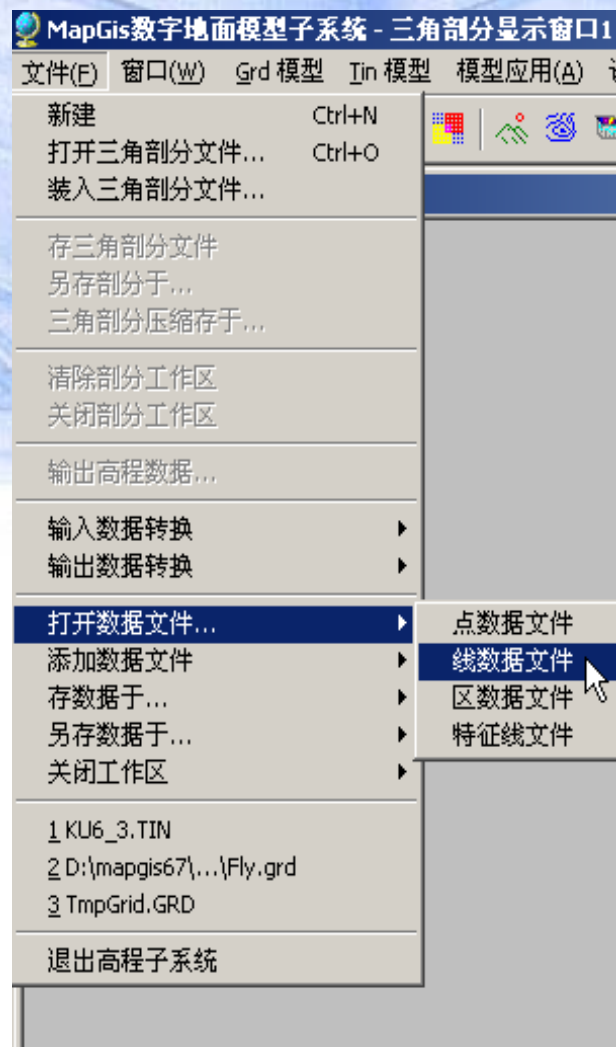 MapGis数字地面模型子系统 - 三角剖分显示窗口1
文件(F) 窗口(W) Grd 模型 Tin 模型 模型应用(A)
新建 Ctrl+N
打开三角剖分文件... Ctrl+O
装入三角剖分文件...
存三角剖分文件
另存剖分于...
三角剖分压缩存于...
清除剖分工作区
关闭剖分工作区
输出高程数据...
输入数据转换
输出数据转换
打开数据文件...
点数据文件
添加数据文件
线数据文件
存数据于...
区数据文件
另存数据于...
特征线文件
关闭工作区
1 KU6_3.TIN
2 D:\mapgis67\...\Fly.grd
3 TmpGrid.GRD
退出高程子系统